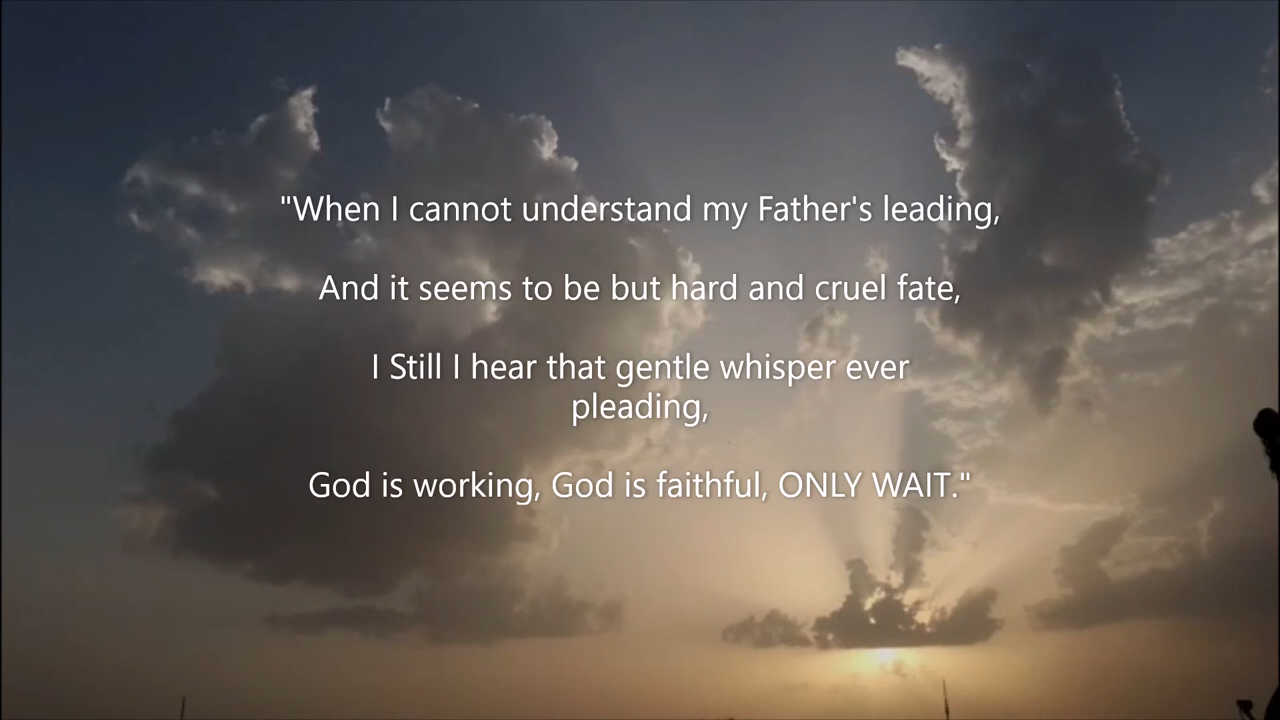 "When I cannot understand my Father's leading,
And it seems to be but hard and cruel fate,
I Still I hear that gentle whisper ever
pleading,
God is working, God is faithful, ONLY WAIT."